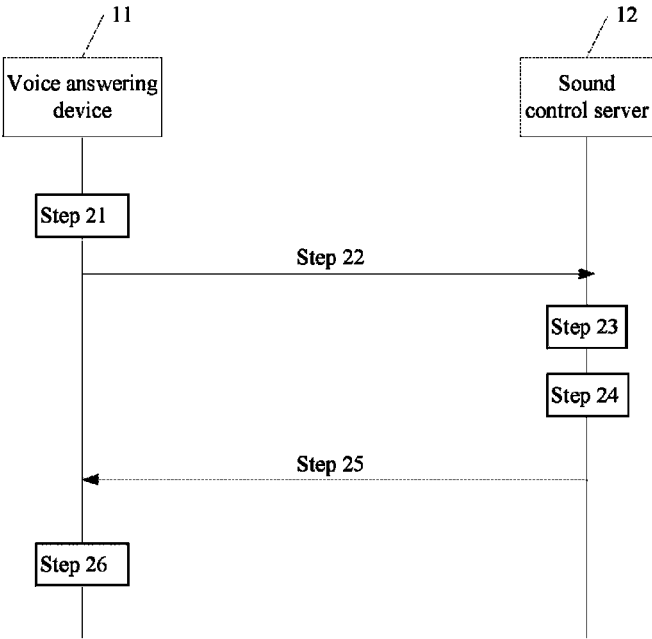 11
12
Voice answering
device
Sound
control server
Step 21
Step 22
Step 23
Step 24
Step 25
Step 26